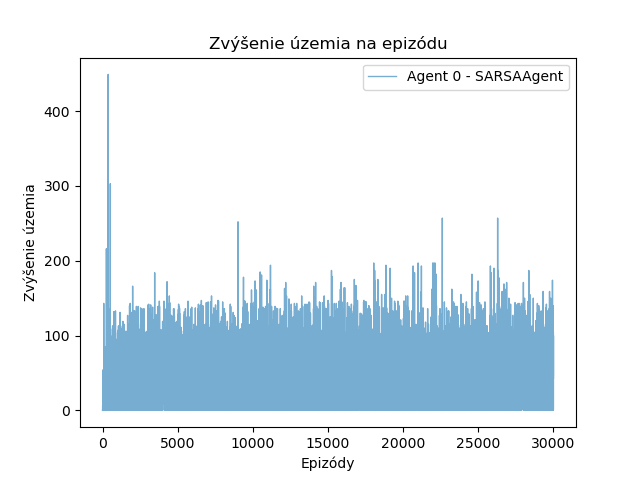 Zvýšenie územia na epizódu
Agent 0 - SARSAAgent
Zvýšenie územia
400
300
200
100
0
0 5000 10000 15000 20000 25000 30000
Epizódy